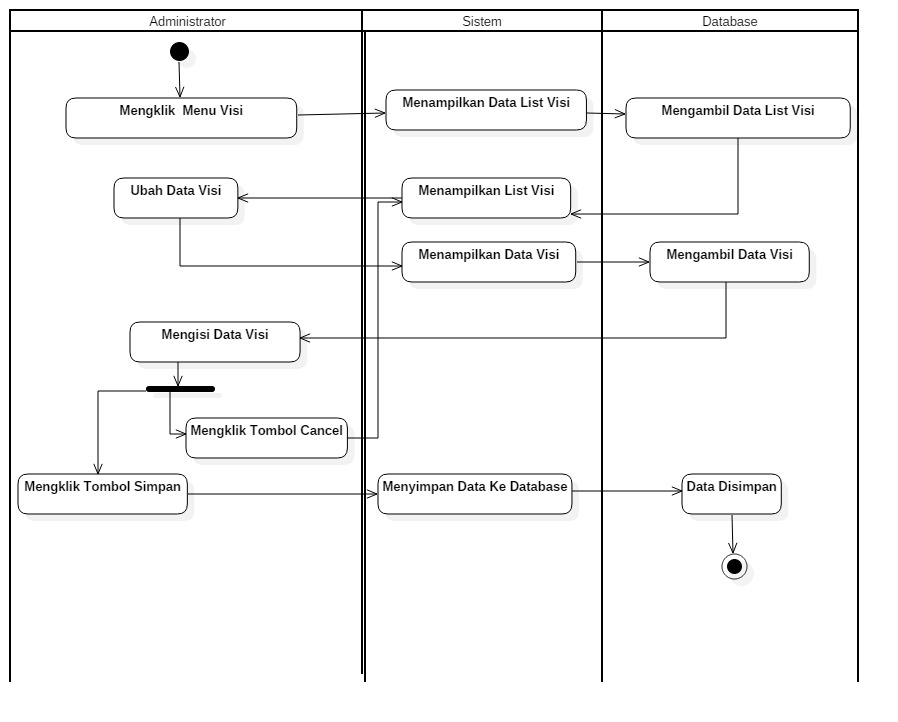 Administrator
Sistem
Database
Mengklik  Menu Visi
Menampilkan Data List Visi
Mengambil Data List Visi
Ubah Data Visi
Menampilkan List Visi
Menampilkan Data Visi
Mengambil Data Visi
Mengisi Data Visi
Mengklik Tombol Cancel
Mengklik Tombol Simpan
Menyimpan Data Ke Database
Data Disimpan